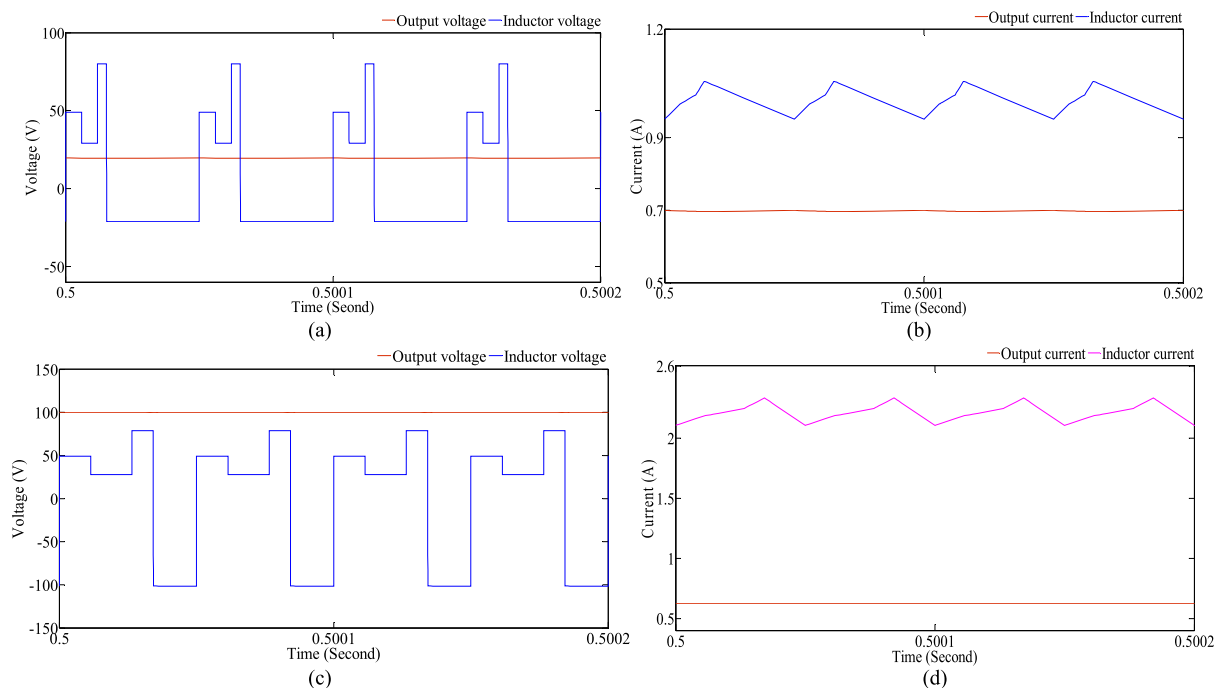 Output voltage Inductor voltage
100
50
0
-50
Voltage (V)
0.5 0.5001 0.5002
Time (Seond)
(a)
Output current Inductor current
1.2
0.9
0.7
0.5
Current (A)
0.5 0.5001 0.5002
Time (Second)
(b)
Output voltage Inductor voltage
150
100
50
0
-50
-100
-150
Voltage (V)
0.5 0.5001 0.5002
Time (Second)
(c)
Output current Inductor current
2.6
2
1.5
1
0.5
Current (A)
0.5 0.5001 0.5002
Time (Second)
(d)